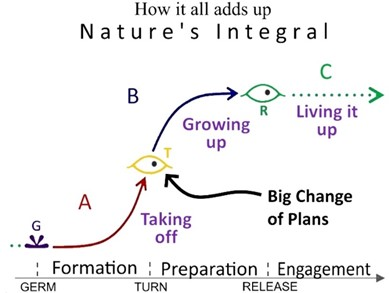 How it all adds up
Nature's Integral
C
B
R
Growing
up
Living it
up
T
A
Big Change
of Plans
G
Taking
off
Formation
Preparation
Engagement
GERM
TURN
RELEASE